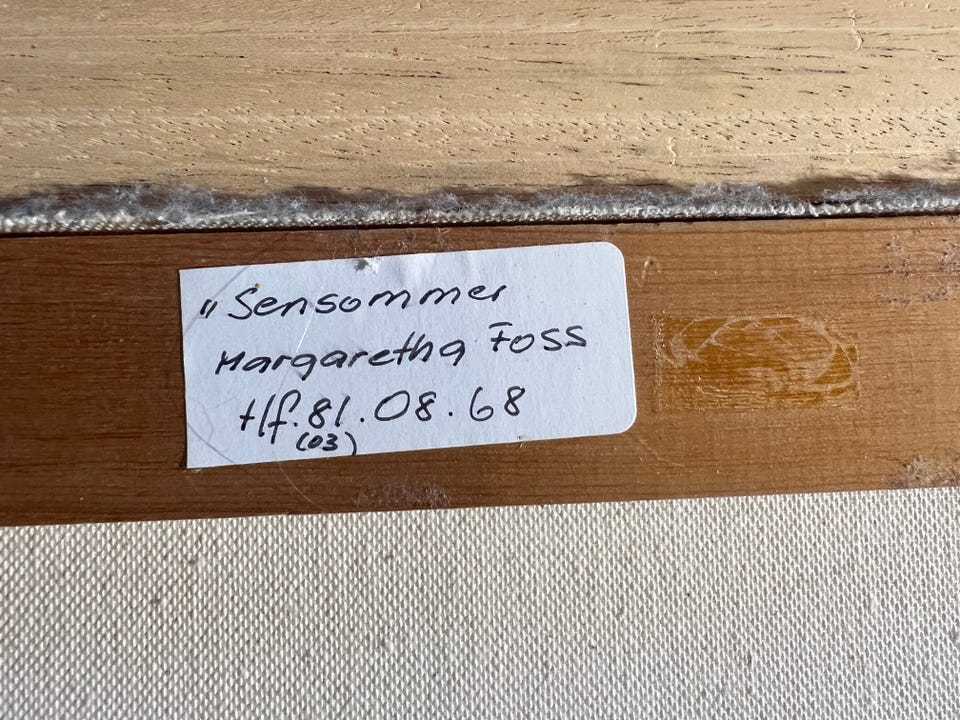 "Sensommer
Margaretha Foss
tlf. 81.08.68
(03)